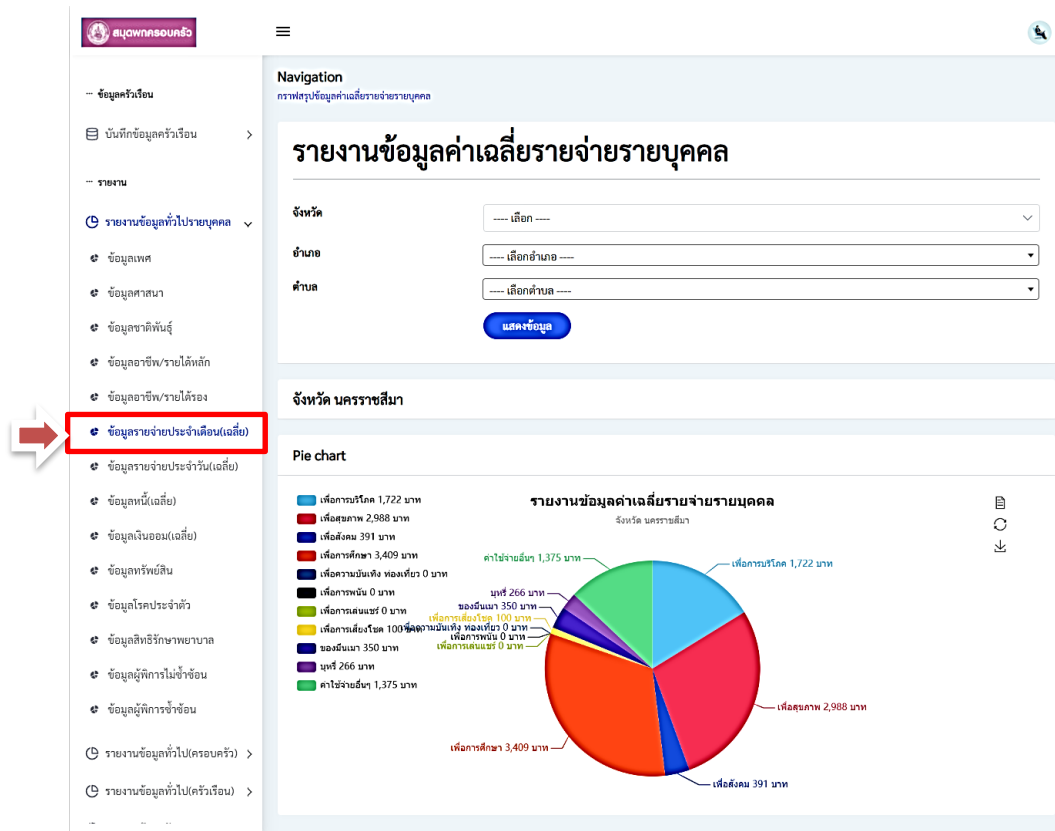 สมุดพกครอบครัว
Navigation
กราฟสรุปข้อมูลค่าเฉลี่ยรายจ่ายรายบุคคล
ข้อมูลครัวเรือน
บันทึกข้อมูลครัวเรือน
รายงาน
รายงานข้อมูลทั่วไปรายบุคคล
ข้อมูลเพศ
ข้อมูลศาสนา
ข้อมูลชาติพันธุ์
ข้อมูลอาชีพ/รายได้หลัก
ข้อมูลอาชีพ/รายได้รอง
ข้อมูลรายจ่ายประจำเดือน(เฉลี่ย)
ข้อมูลรายจ่ายประจำวัน(เฉลี่ย)
ข้อมูลหนี้(เฉลี่ย)
ข้อมูลเงินออม(เฉลี่ย)
ข้อมูลทรัพย์สิน
ข้อมูลโรคประจำตัว
ข้อมูลสิทธิรักษาพยาบาล
ข้อมูลผู้พิการไม่ซ้ำซ้อน
ข้อมูลผู้พิการซ้ำซ้อน
รายงานข้อมูลทั่วไป(ครอบครัว)
รายงานข้อมูลทั่วไป(ครัวเรือน)
รายงานข้อมูลค่าเฉลี่ยรายจ่ายรายบุคคล
จังหวัด
---- เลือก ----
อำเภอ
---- เลือกอำเภอ ----
ตำบล
---- เลือกตำบล ----
แสดงข้อมูล
จังหวัด นครราชสีมา
Pie chart
เพื่อการบริโภค 1,722 บาท
เพื่อสุขภาพ 2,988 บาท
เพื่อสังคม 391 บาท
เพื่อการศึกษา 3,409 บาท
เพื่อความบันเทิง ท่องเที่ยว 0 บาท
เพื่อการพนัน 0 บาท
เพื่อการเล่นแชร์ 0 บาท
เพื่อการเสี่ยงโชค 100 บาท
ของมึนเมา 350 บาท
บุหรี่ 266 บาท
ค่าใช้จ่ายอื่นๆ 1,375 บาท
รายงานข้อมูลค่าเฉลี่ยรายจ่ายรายบุคคล
จังหวัด นครราชสีมา
ค่าใช้จ่ายอื่นๆ 1,375 บาท
เพื่อการบริโภค 1,722 บาท
บุหรี่ 266 บาท
ของมึนเมา 350 บาท
เพื่อการเสี่ยงโชค 100 บาท
เพื่อความบันเทิง ท่องเที่ยว 0 บาท
เพื่อการพนัน 0 บาท
เพื่อการเล่นแชร์ 0 บาท
เพื่อสุขภาพ 2,988 บาท
เพื่อการศึกษา 3,409 บาท
เพื่อสังคม 391 บาท